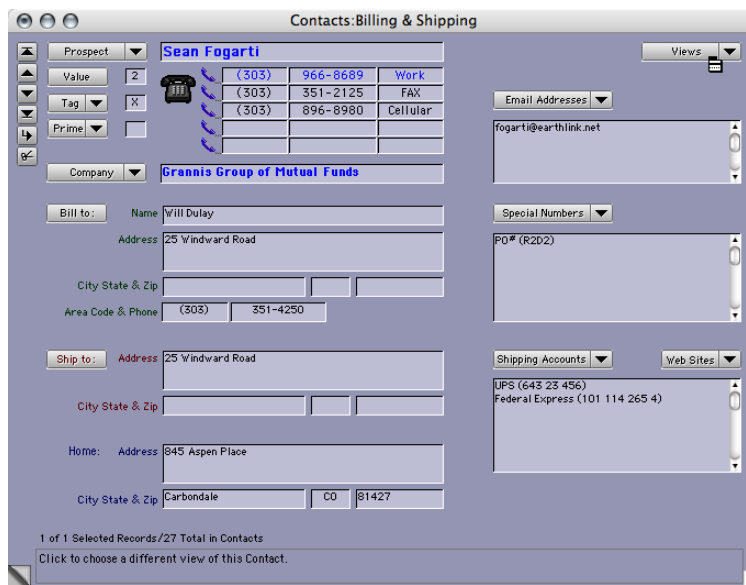 Contacts:Billing & Shipping
Prospect Sean Fogarti Views
Value 2 (303) 966-8689 Work
Tag X (303) 351-2125 FAX
(303) 896-8980 Cellular
Prime
Email Addresses
fogarti@earthlink.net
Company Grannis Group of Mutual Funds
Bill to: Name Will Dulay
Address 25 Windward Road
City State & Zip
Area Code & Phone (303) 351-4250
Special Numbers
PO# (R2D2)
Ship to: Address 25 Windward Road
City State & Zip
Shipping Accounts Web Sites
UPS (643 23 456)
Federal Express (101 114 265 4)
Home: Address 845 Aspen Place
City State & Zip Carbondale CO 81427
1 of 1 Selected Records/27 Total in Contacts
Click to choose a different view of this Contact.